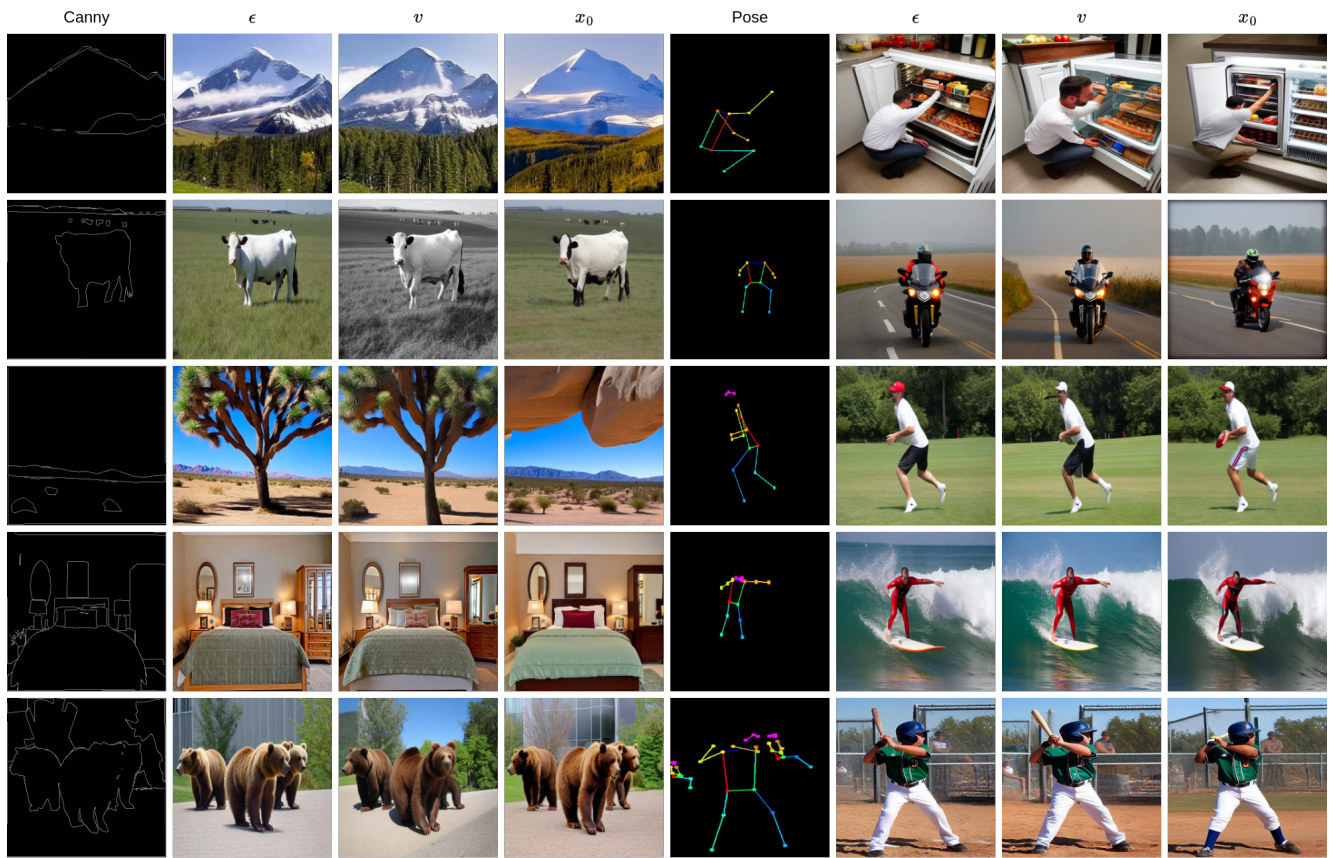 Canny ϵ v x₀ Pose ϵ v x₀